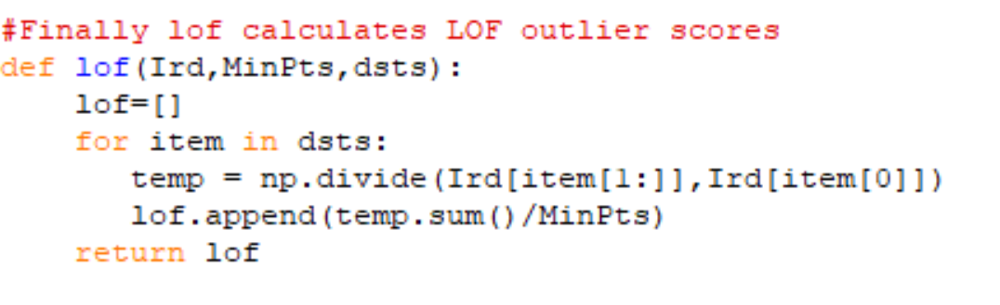 #Finally lof calculates LOF outlier scores
def lof(Ird,MinPts,dsts):
    lof=[]
    for item in dsts:
       temp = np.divide(Ird[item[1:]],Ird[item[0]])
       lof.append(temp.sum()/MinPts)
    return lof